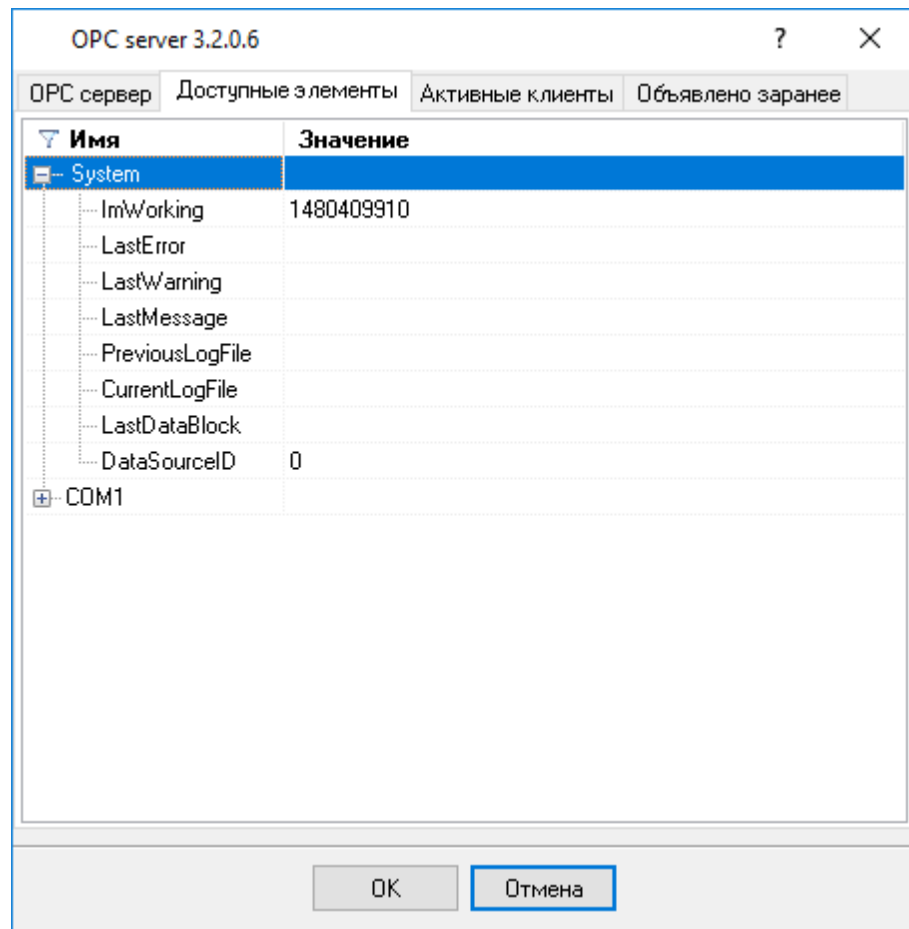 OPC server 3.2.0.6 ?
OPC сервер Доступные элементы Активные клиенты Объявлено заранее
Имя Значение
System
ImWorking 1480409910
LastError
LastWarning
LastMessage
PreviousLogFile
CurrentLogFile
LastDataBlock
DataSourceID 0
COM1
OK Отмена